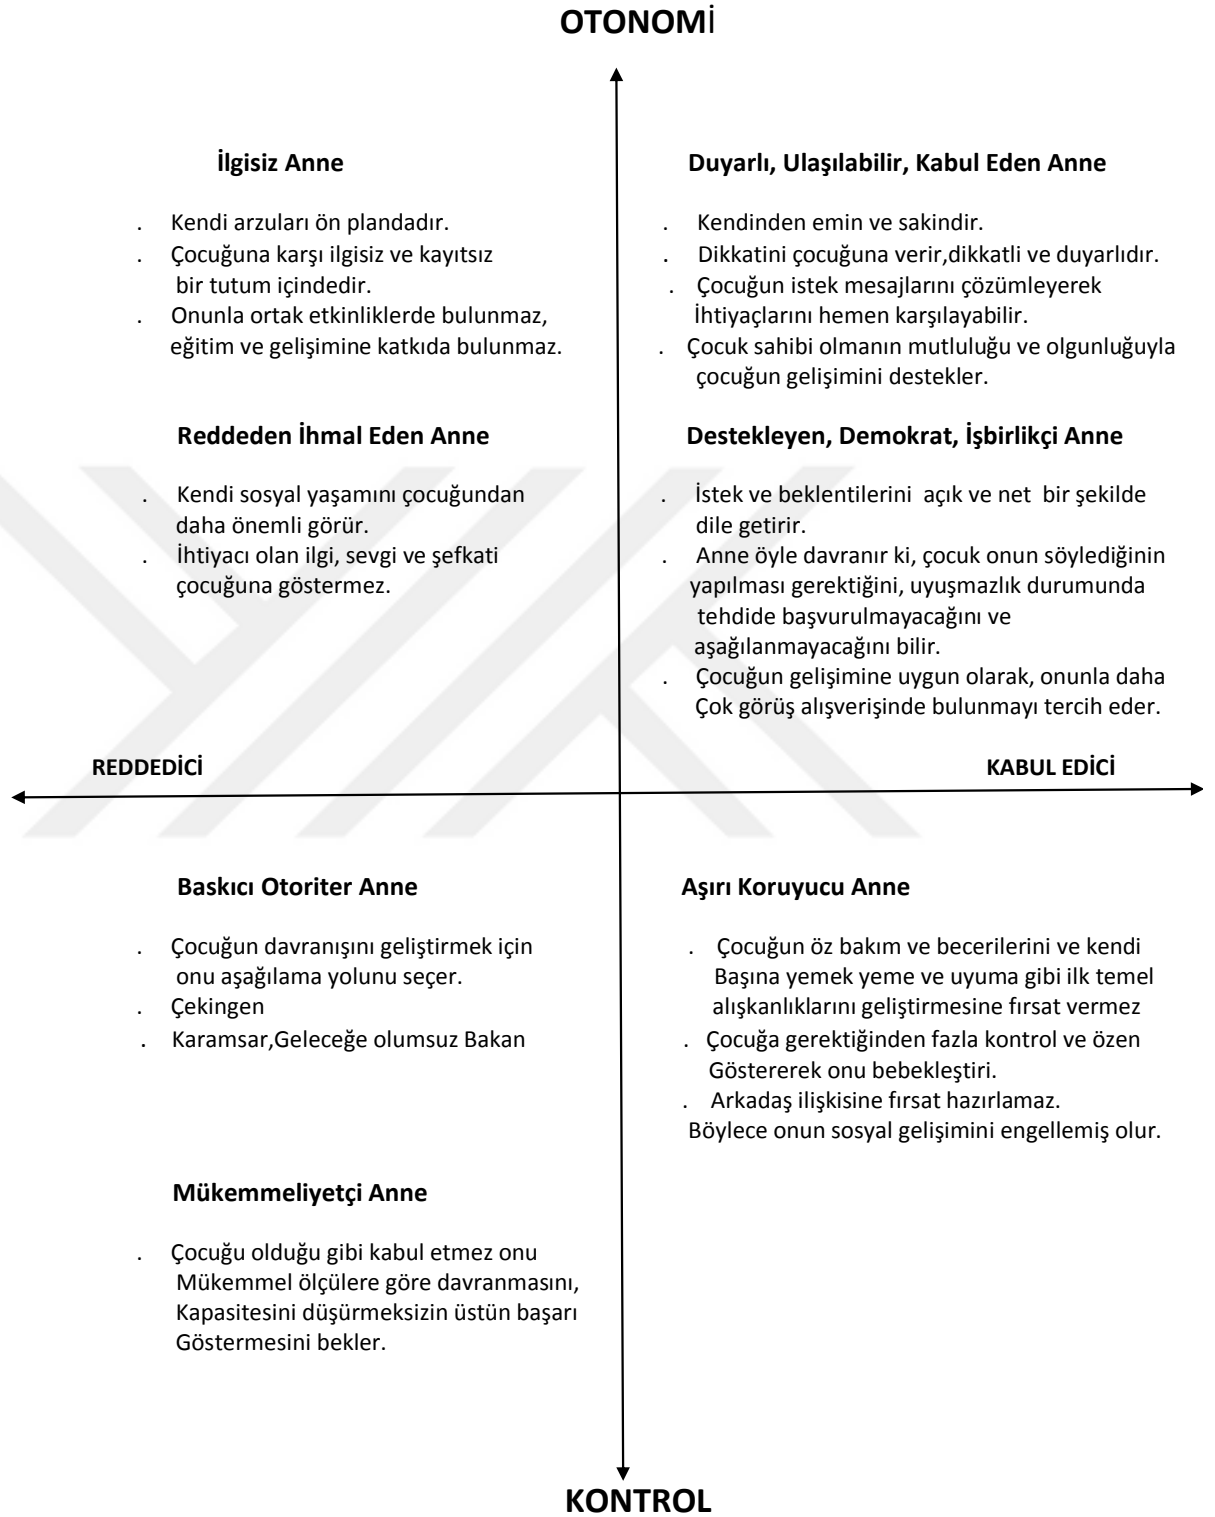 OTONOMİ
İlgisiz Anne
. Kendi arzuları ön plandadır.
. Çocuğuna karşı ilgisiz ve kayıtsız
bir tutum içindedir.
. Onunla ortak etkinliklerde bulunmaz,
eğitim ve gelişimine katkıda bulunmaz.
Duyarlı, Ulaşılabilir, Kabul Eden Anne
. Kendinden emin ve sakindir.
. Dikkatini çocuğuna verir,dikkatli ve duyarlıdır.
. Çocuğun istek mesajlarını çözümleyerek
İhtiyaçlarını hemen karşılayabilir.
. Çocuk sahibi olmanın mutluluğu ve olgunluğuyla
çocuğun gelişimini destekler.
Reddeden İhmal Eden Anne
. Kendi sosyal yaşamını çocuğundan
daha önemli görür.
. İhtiyacı olan ilgi, sevgi ve şefkati
çocuğuna göstermez.
Destekleyen, Demokrat, İşbirlikçi Anne
. İstek ve beklentilerini açık ve net bir şekilde
dile getirir.
. Anne öyle davranır ki, çocuk onun söylediğinin
yapılması gerektiğini, uyuşmazlık durumunda
tehdide başvurulmayacağını ve
aşağılanmayacağını bilir.
. Çocuğun gelişimine uygun olarak, onunla daha
Çok görüş alışverişinde bulunmayı tercih eder.
REDDEDİCİ
KABUL EDİCİ
Baskıcı Otoriter Anne
. Çocuğun davranışını geliştirmek için
onu aşağılama yolunu seçer.
. Çekingen
. Karamsar,Geleceğe olumsuz Bakan
Aşırı Koruyucu Anne
. Çocuğun öz bakım ve becerilerini ve kendi
Başına yemek yeme ve uyuma gibi ilk temel
alışkanlıklarını geliştirmesine fırsat vermez
. Çocuğa gerektiğinden fazla kontrol ve özen
Göstererek onu bebekleştiri.
. Arkadaş ilişkisine fırsat hazırlamaz.
Böylece onun sosyal gelişimini engellemiş olur.
Mükemmeliyetçi Anne
. Çocuğu olduğu gibi kabul etmez onu
Mükemmel ölçülere göre davranmasını,
Kapasitesini düşürmeksizin üstün başarı
Göstermesini bekler.
KONTROL